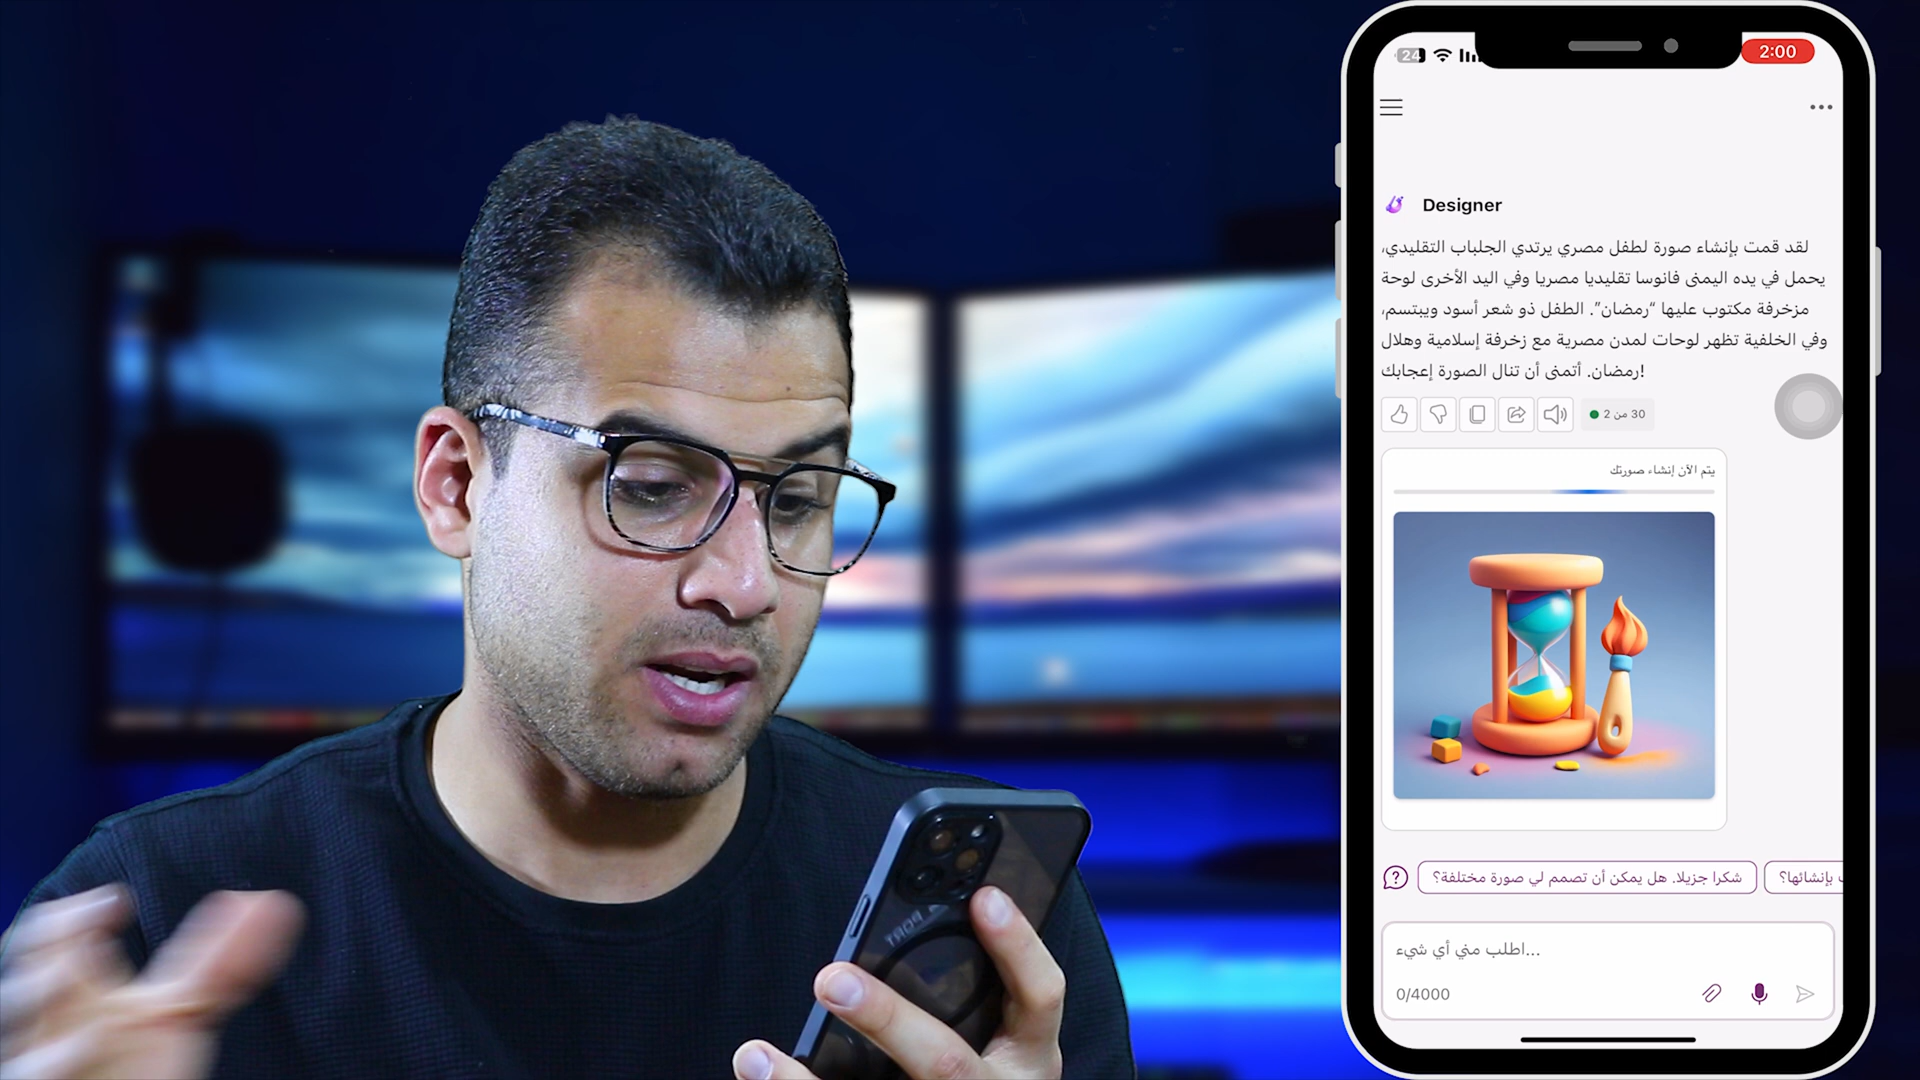 24
2:00
Designer
لقد قمت بإنشاء صورة لطفل مصري يرتدي الجلباب التقليدي،
يحمل في يده اليمنى فانوسا تقليديا مصريا وفي اليد الأخرى لوحة
مزخرفة مكتوب عليها “رمضان”. الطفل ذو شعر أسود ويبتسم،
وفي الخلفية تظهر لوحات لمدن مصرية مع زخرفة إسلامية وهلال
رمضان. أتمنى أن تنال الصورة إعجابك!
2 من 30
يتم الآن إنشاء صورتك
شكرا جزيلا. هل يمكن أن تصمم لي صورة مختلفة؟
بإنشائها؟
اطلب مني أي شيء...
0/4000